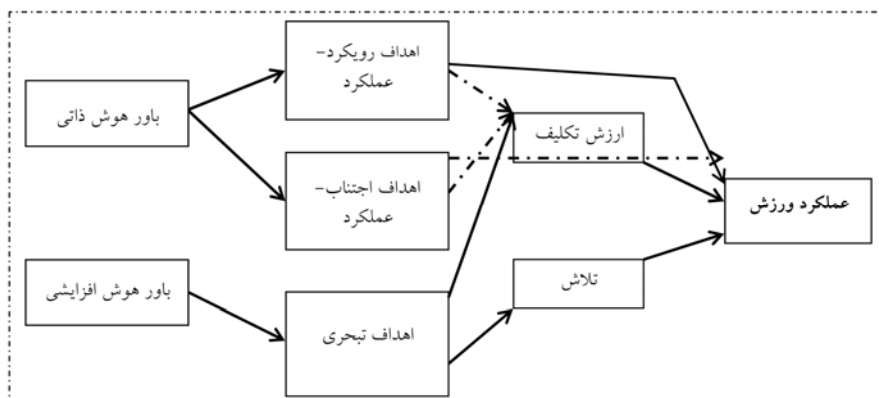 اهداف رویکرد-
عملکرد
باور هوش ذاتی
ارزش تکلیف
اهداف اجتناب-
عملکرد
عملکرد ورزش
باور هوش افزایشی
تلاش
اهداف تبحری